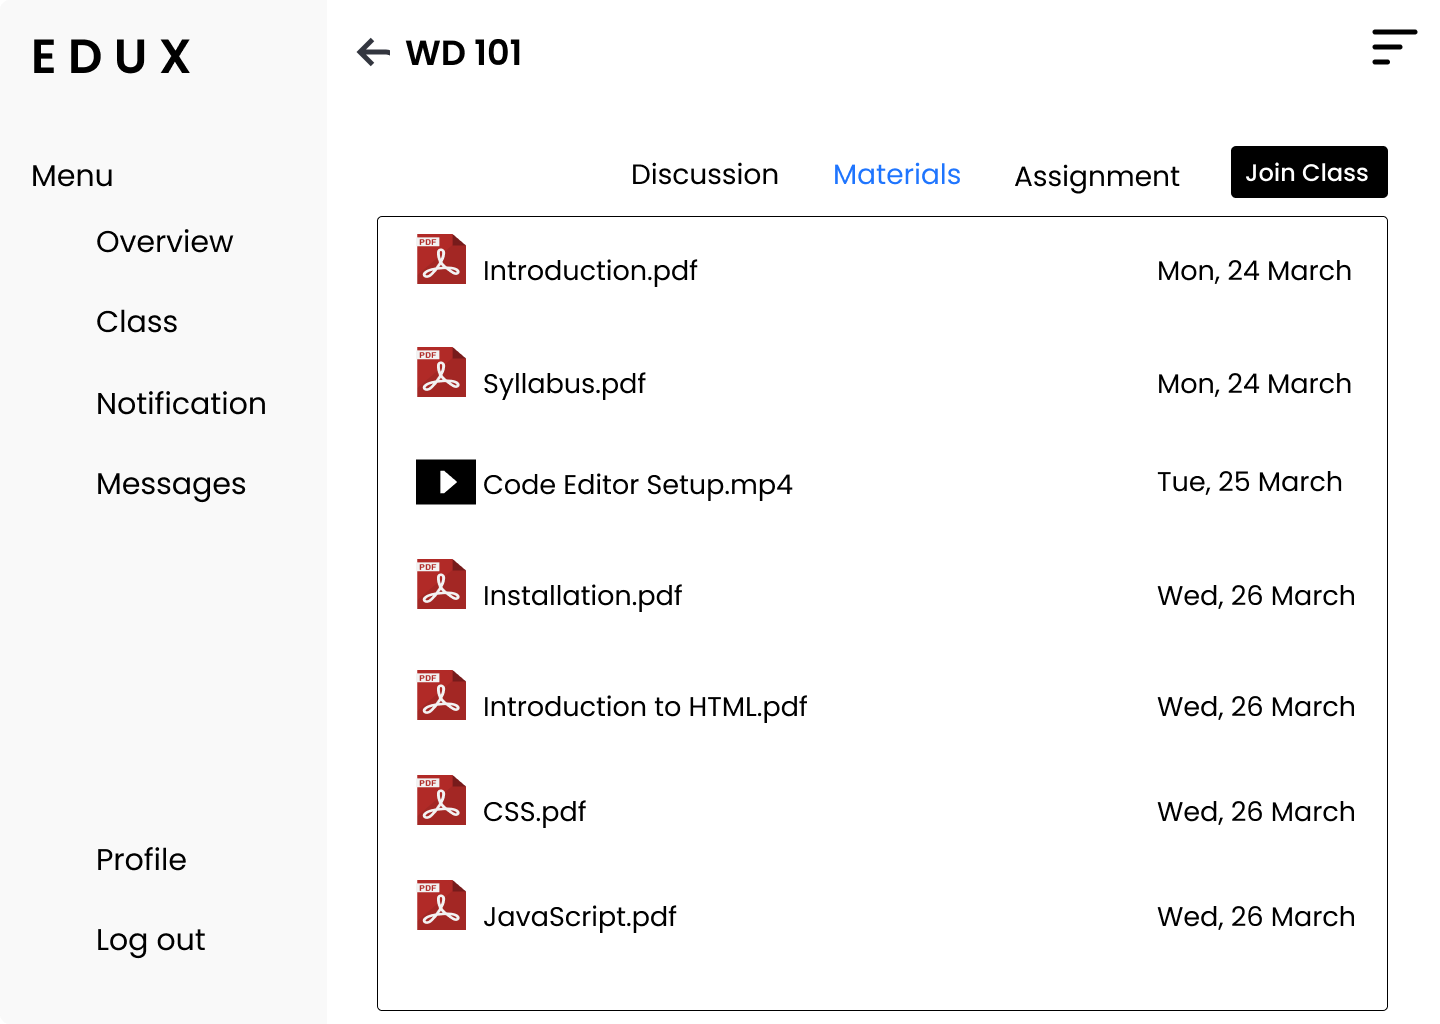 EDUX
Menu
Overview
Class
Notification
Messages
Profile
Log out
WD 101
Discussion
Materials
Assignment
Join Class
PDF
Introduction.pdf
Mon, 24 March
PDF
Syllabus.pdf
Mon, 24 March
Code Editor Setup.mp4
Tue, 25 March
PDF
Installation.pdf
Wed, 26 March
PDF
Introduction to HTML.pdf
Wed, 26 March
PDF
CSS.pdf
Wed, 26 March
PDF
JavaScript.pdf
Wed, 26 March